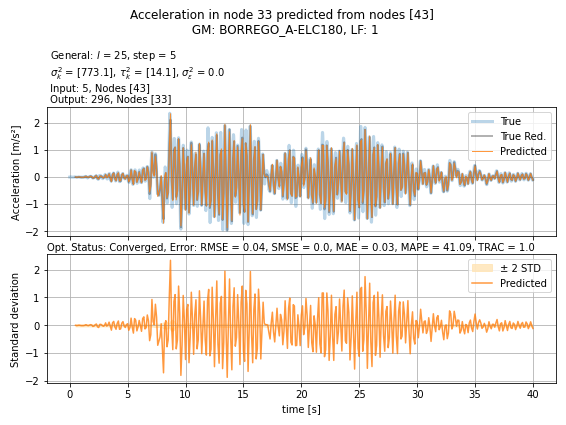 Acceleration in node 33 predicted from nodes [43]
GM: BORREGO_A-ELC180, LF: 1
General: l = 25, step = 5
σ²ₖ = [773.1], τ²ₖ = [14.1], σ²ε = 0.0
Input: 5, Nodes [43]
Output: 296, Nodes [33]
Acceleration [m/s²]
2
1
0
−1
−2
True
True Red.
Predicted
Opt. Status: Converged, Error: RMSE = 0.04, SMSE = 0.0, MAE = 0.03, MAPE = 41.09, TRAC = 1.0
Standard deviation
2
1
0
−1
−2
± 2 STD
Predicted
0 5 10 15 20 25 30 35 40
time [s]